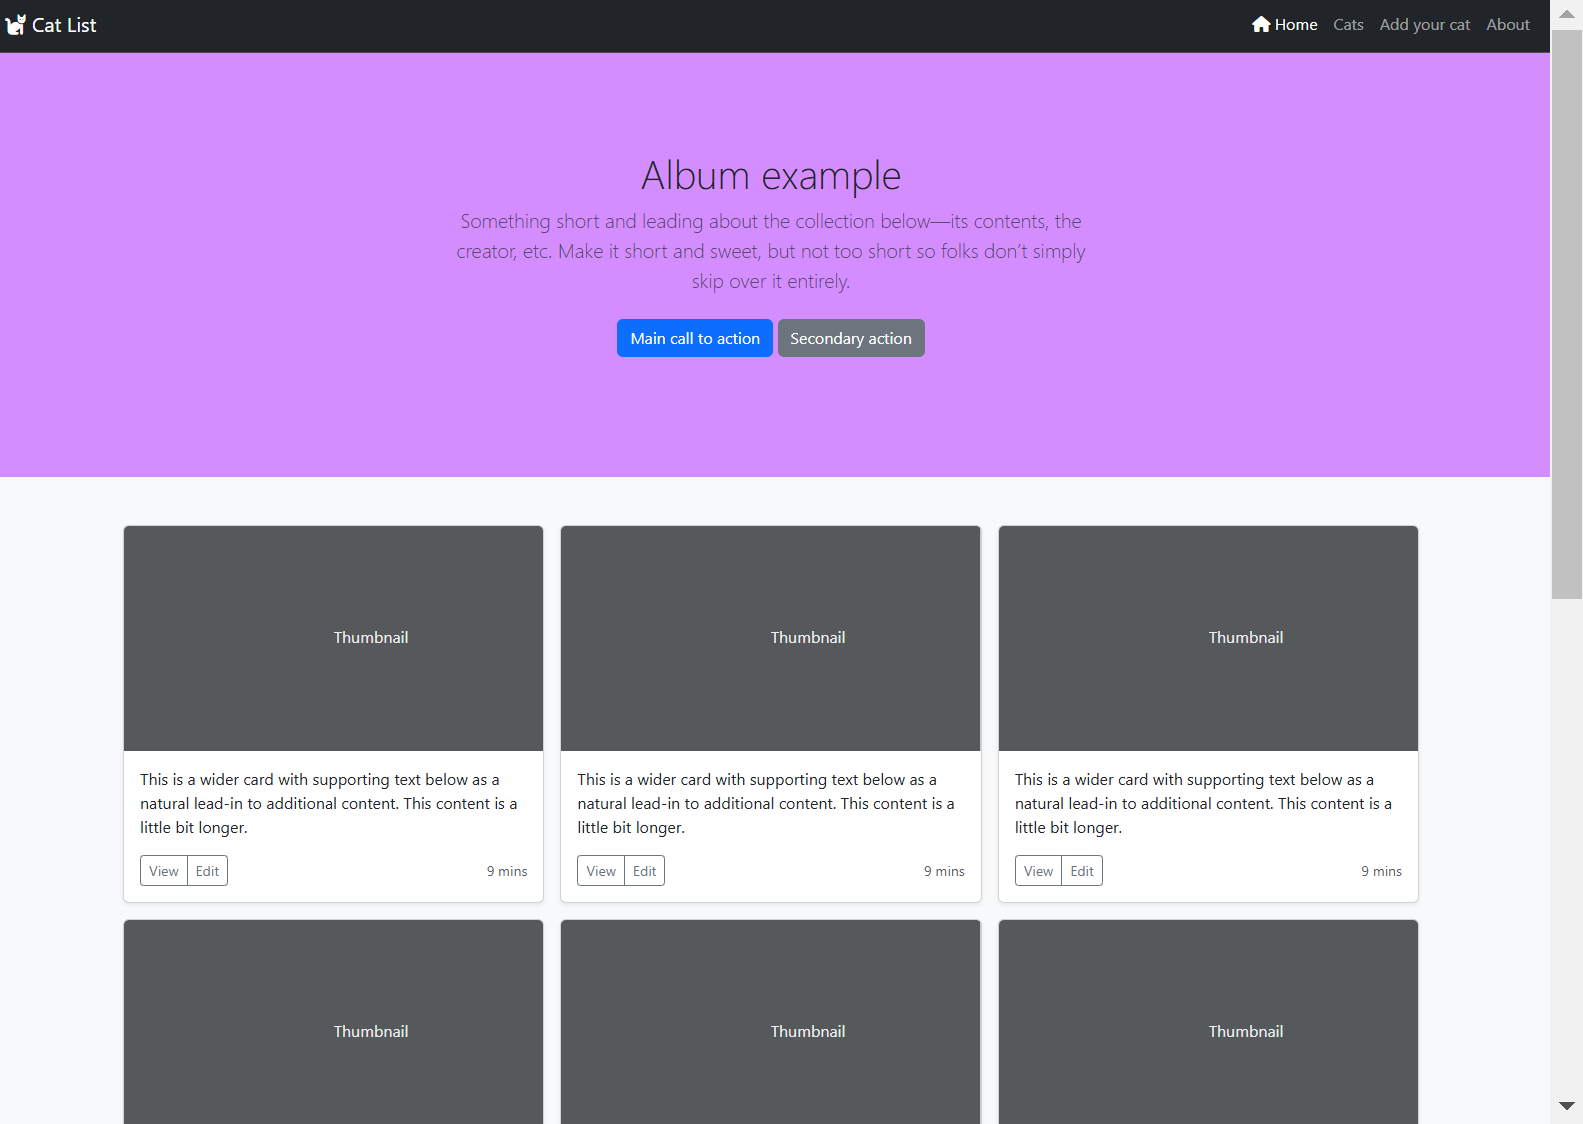 Cat List
Home Cats Add your cat About
Album example
Something short and leading about the collection below—its contents, the
creator, etc. Make it short and sweet, but not too short so folks don’t simply
skip over it entirely.
Main call to action Secondary action
Thumbnail
This is a wider card with supporting text below as a
natural lead-in to additional content. This content is a
little bit longer.
View Edit 9 mins
Thumbnail
This is a wider card with supporting text below as a
natural lead-in to additional content. This content is a
little bit longer.
View Edit 9 mins
Thumbnail
This is a wider card with supporting text below as a
natural lead-in to additional content. This content is a
little bit longer.
View Edit 9 mins
Thumbnail
Thumbnail
Thumbnail